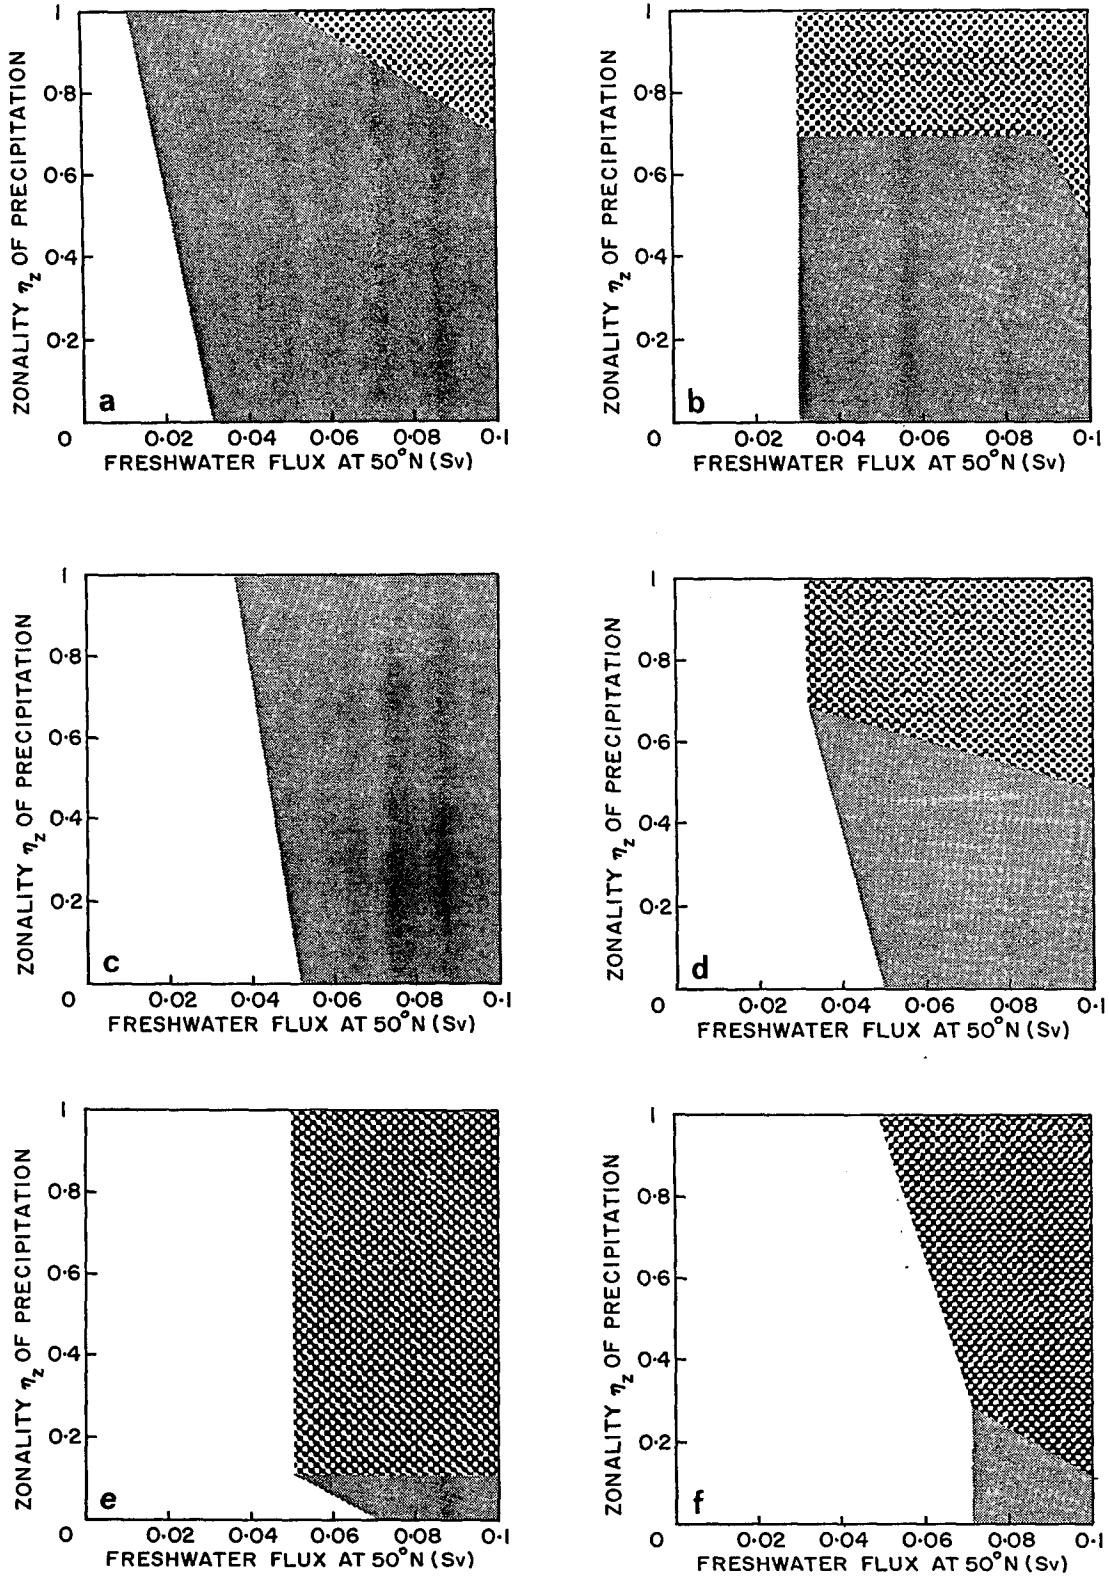 1
0·8
0·6
0·4
0·2
0
ZONALITY ηz OF PRECIPITATION
a
0·02 0·04 0·06 0·08 0·1
FRESHWATER FLUX AT 50°N (Sv)
1
0·8
0·6
0·4
0·2
0
ZONALITY ηz OF PRECIPITATION
b
0·02 0·04 0·06 0·08 0·1
FRESHWATER FLUX AT 50°N (Sv)
1
0·8
0·6
0·4
0·2
0
ZONALITY ηz OF PRECIPITATION
c
0·02 0·04 0·06 0·08 0·1
FRESHWATER FLUX AT 50°N (Sv)
1
0·8
0·6
0·4
0·2
0
ZONALITY ηz OF PRECIPITATION
d
0·02 0·04 0·06 0·08 0·1
FRESHWATER FLUX AT 50°N (Sv)
1
0·8
0·6
0·4
0·2
0
ZONALITY ηz OF PRECIPITATION
e
0·02 0·04 0·06 0·08 0·1
FRESHWATER FLUX AT 50°N (Sv)
1
0·8
0·6
0·4
0·2
0
ZONALITY ηz OF PRECIPITATION
f
0·02 0·04 0·06 0·08 0·1
FRESHWATER FLUX AT 50°N (Sv)